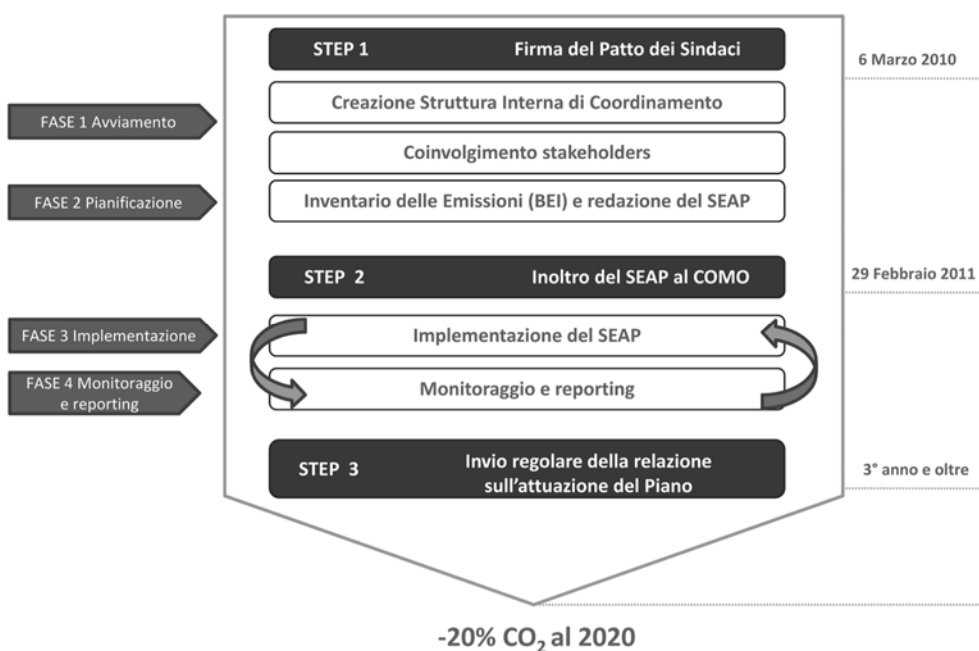 STEP 1 Firma del Patto dei Sindaci
6 Marzo 2010
Creazione Struttura Interna di Coordinamento
FASE 1 Avviamento
Coinvolgimento stakeholders
FASE 2 Pianificazione
Inventario delle Emissioni (BEI) e redazione del SEAP
STEP 2 Inoltro del SEAP al COMO
29 Febbraio 2011
FASE 3 Implementazione
Implementazione del SEAP
FASE 4 Monitoraggio
e reporting
Monitoraggio e reporting
STEP 3 Invio regolare della relazione
sull'attuazione del Piano
3° anno e oltre
-20% CO₂ al 2020